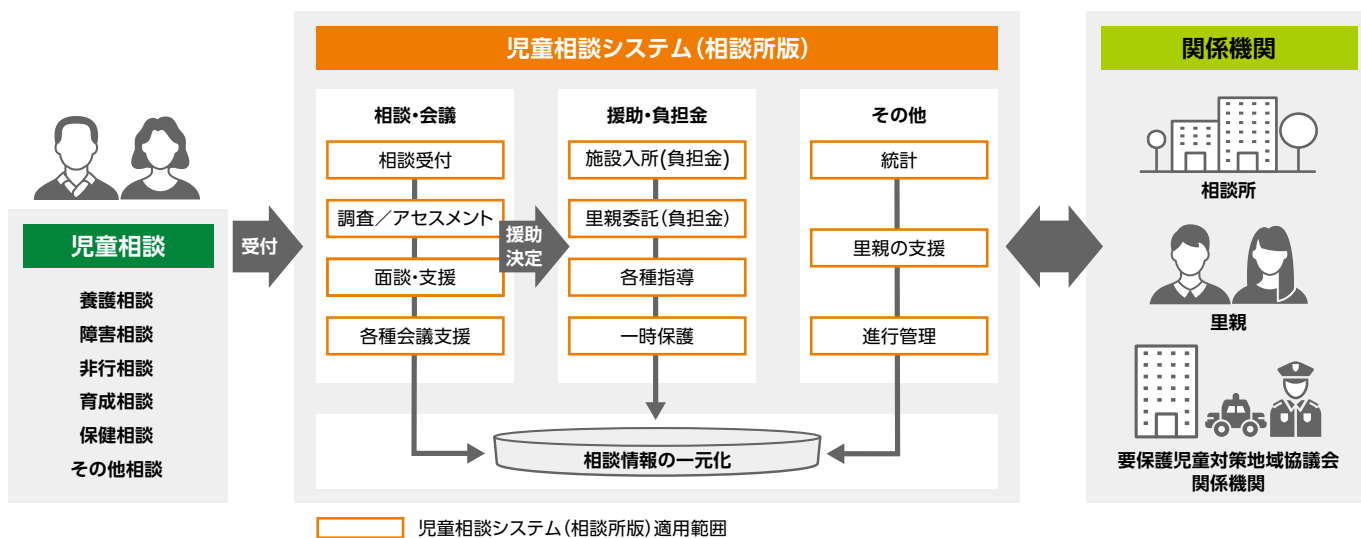 児童相談
養護相談
障害相談
非行相談
育成相談
保健相談
その他相談
受付
児童相談システム(相談所版)
相談・会議
相談受付
調査／アセスメント
面談・支援
各種会議支援
援助
決定
援助・負担金
施設入所(負担金)
里親委託(負担金)
各種指導
一時保護
その他
統計
里親の支援
進行管理
相談情報の一元化
児童相談システム(相談所版)適用範囲
関係機関
相談所
里親
要保護児童対策地域協議会
関係機関